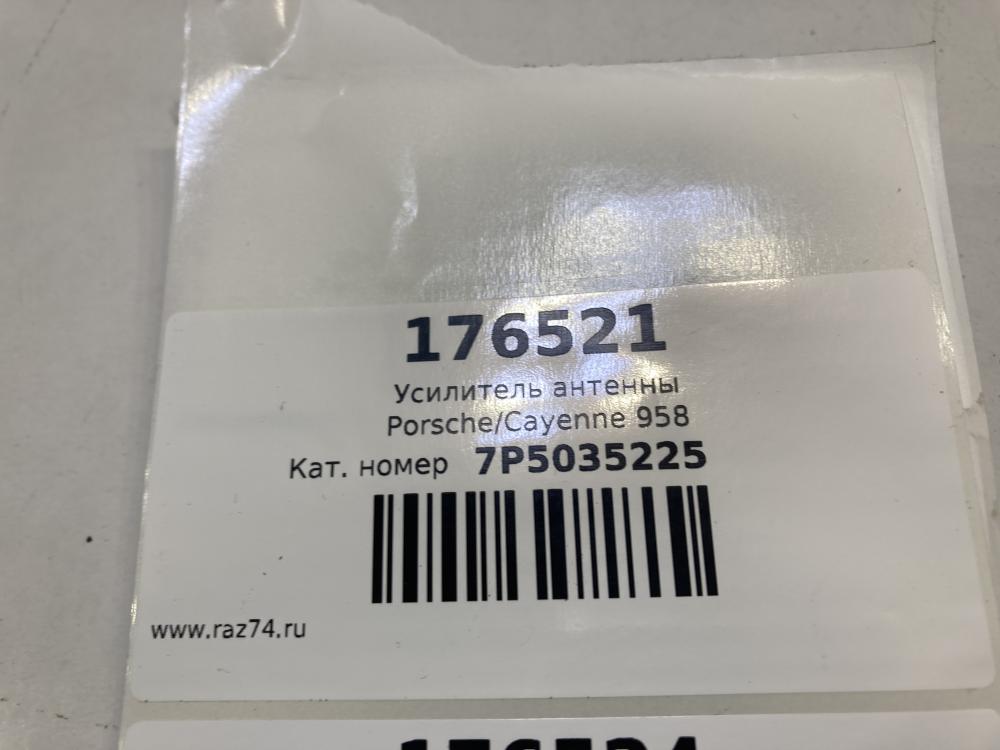 176521
Усилитель антенны
Porsche/Cayenne 958
Кат. номер 7P5035225
www.raz74.ru